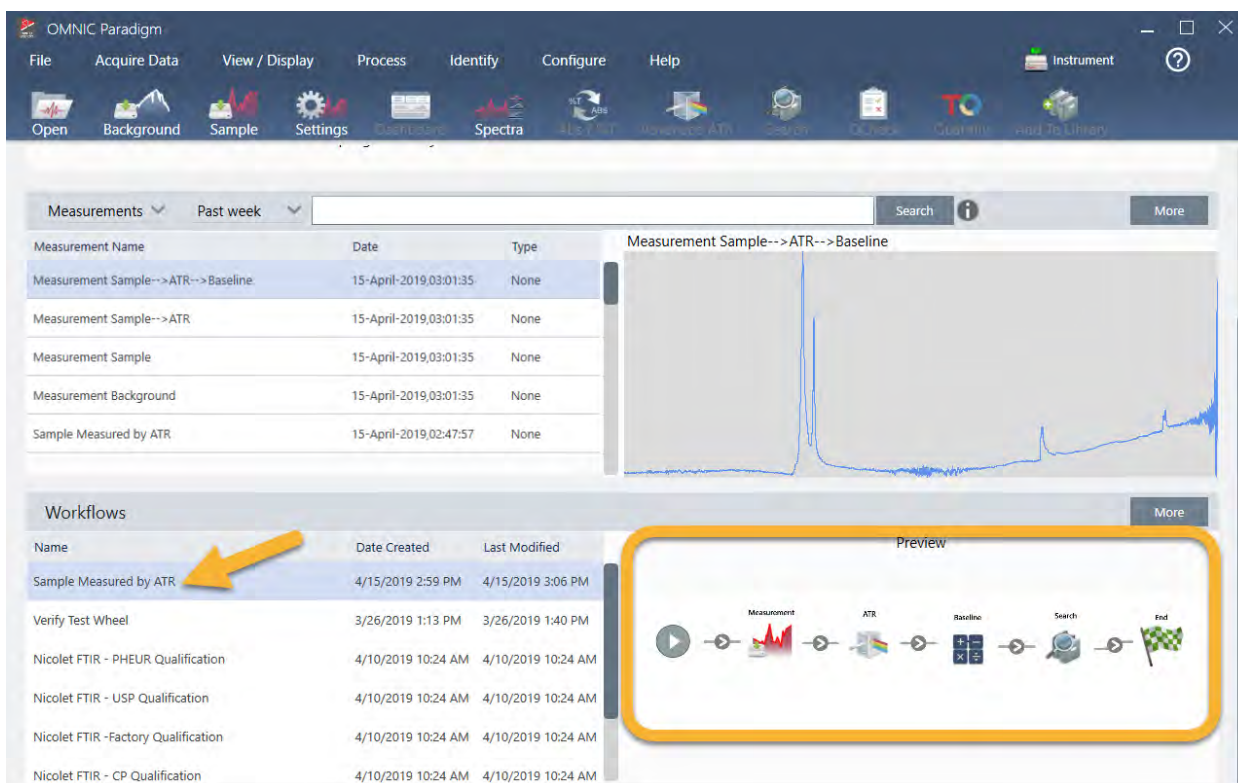 OMNIC Paradigm
File Acquire Data View / Display Process Identify Configure Help Instrument
%T ABS TQ
Open Background Sample Settings Dashboard Spectra Abs / %T Advanced ATR Search QCheck Quantify Add To Library
Measurements Past week Search More
Measurement Name Date Type Measurement Sample-->ATR-->Baseline
Measurement Sample-->ATR-->Baseline 15-April-2019,03:01:35 None
Measurement Sample-->ATR 15-April-2019,03:01:35 None
Measurement Sample 15-April-2019,03:01:35 None
Measurement Background 15-April-2019,03:01:35 None
Sample Measured by ATR 15-April-2019,02:47:57 None
Workflows More
Name Date Created Last Modified Preview
Sample Measured by ATR 4/15/2019 2:59 PM 4/15/2019 3:06 PM
Measurement ATR Baseline Search End
Verify Test Wheel 3/26/2019 1:13 PM 3/26/2019 1:40 PM
Nicolet FTIR - PHEUR Qualification 4/10/2019 10:24 AM 4/10/2019 10:24 AM
Nicolet FTIR - USP Qualification 4/10/2019 10:24 AM 4/10/2019 10:24 AM
Nicolet FTIR -Factory Qualification 4/10/2019 10:24 AM 4/10/2019 10:24 AM
Nicolet FTIR - CP Qualification 4/10/2019 10:24 AM 4/10/2019 10:24 AM